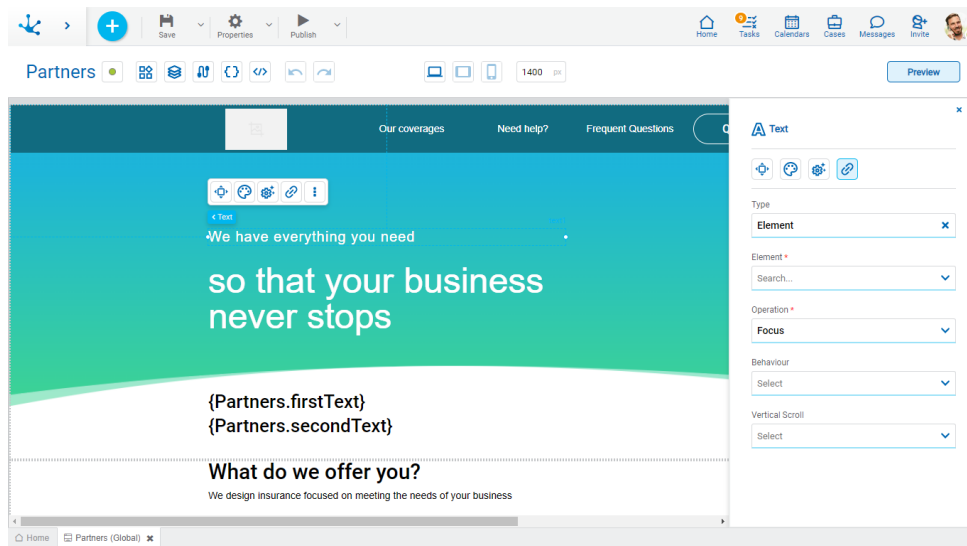 Save
Properties
Publish
Home
9
Tasks
Calendars
Cases
Messages
Invite
Partners
1400 px
Preview
Our coverages
Need help?
Frequent Questions
Q
Text
Text
We have everything you need
so that your business
never stops
{Partners.firstText}
{Partners.secondText}
What do we offer you?
We design insurance focused on meeting the needs of your business
Type
Element
Element *
Search...
Operation *
Focus
Behaviour
Select
Vertical Scroll
Select
Home
Partners (Global)